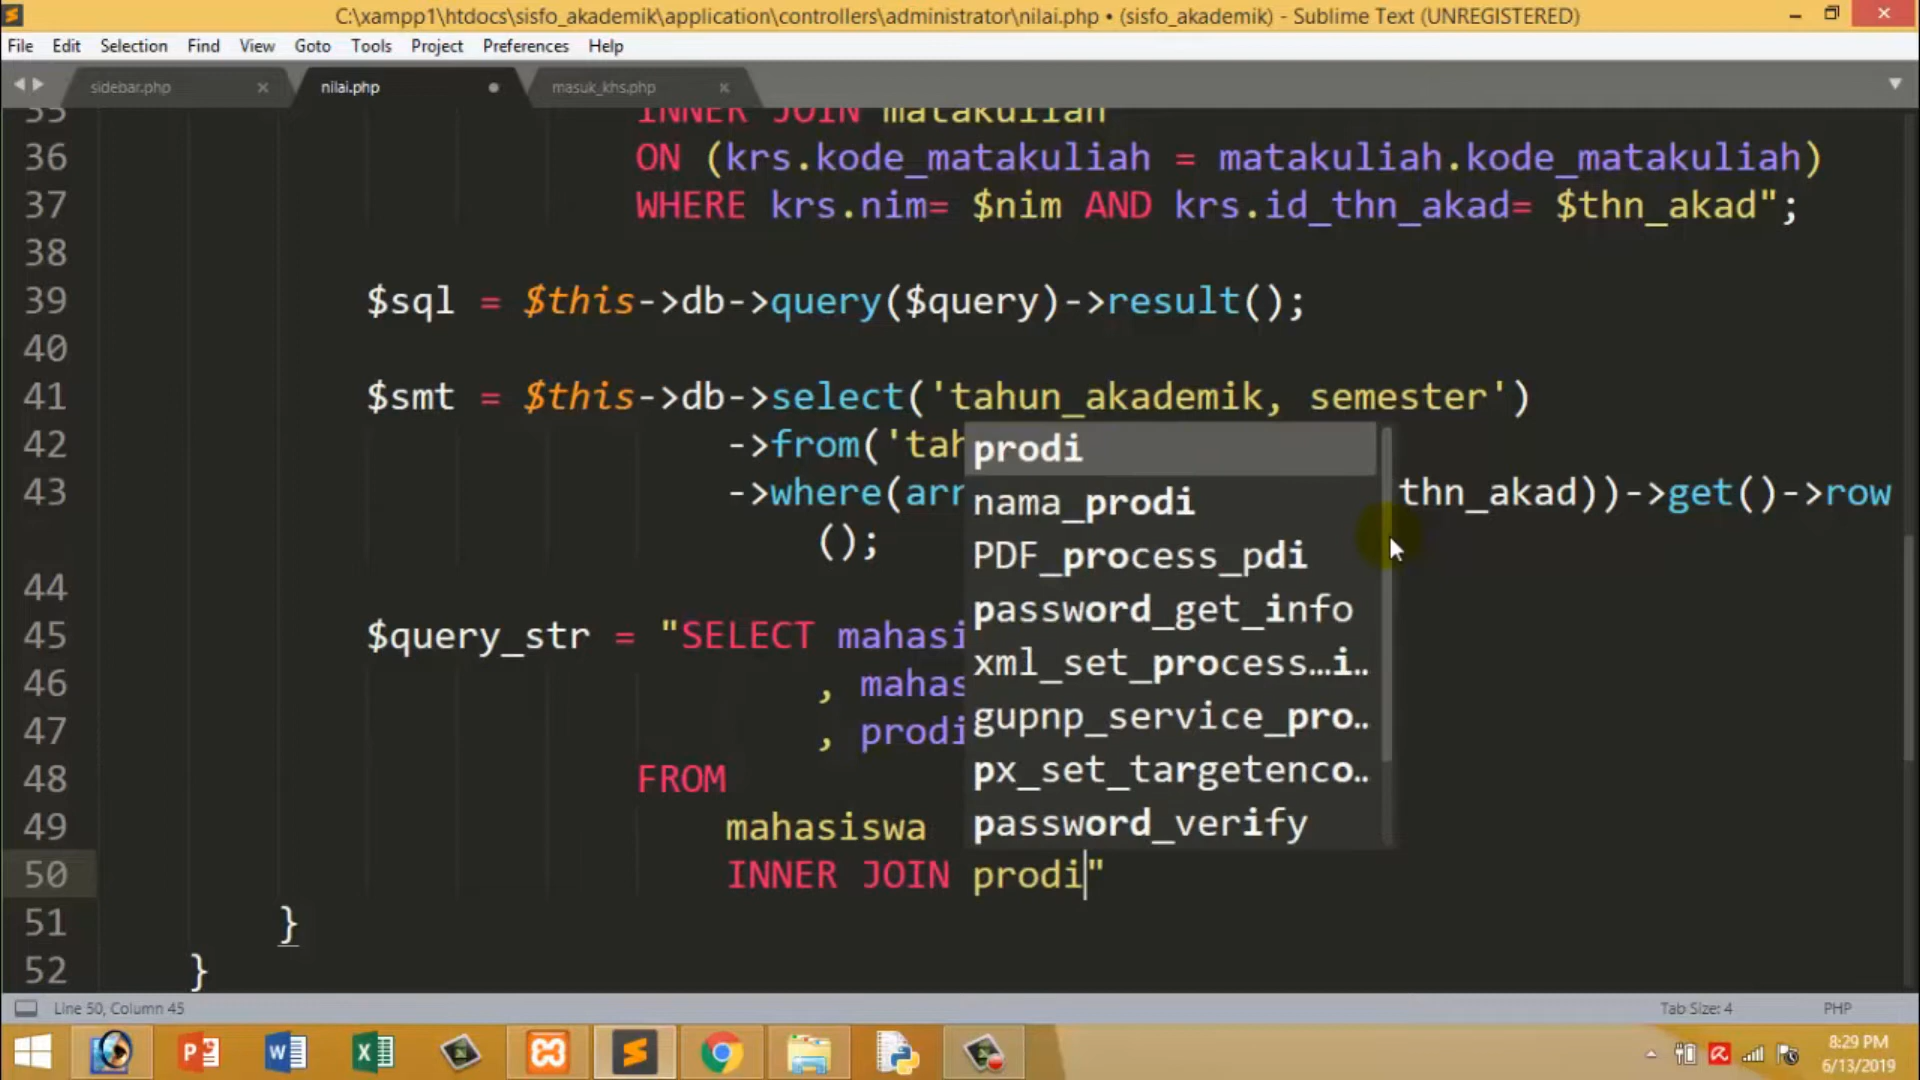 C:\xampp1\htdocs\sisfo_akademik\application\controllers\administrator\nilai.php • (sisfo_akademik) - Sublime Text (UNREGISTERED)
File Edit Selection Find View Goto Tools Project Preferences Help
sidebar.php nilai.php masuk_khs.php
35 INNER JOIN matakuliah
36 ON (krs.kode_matakuliah = matakuliah.kode_matakuliah)
37 WHERE krs.nim= $nim AND krs.id_thn_akad= $thn_akad";
38
39 $sql = $this->db->query($query)->result();
40
41 $smt = $this->db->select('tahun_akademik, semester')
42 ->from('tah
43 ->where(arr thn_akad))->get()->row
();
44
45 $query_str = "SELECT mahasi
46 , mahas
47 , prodi
48 FROM
49 mahasiswa
50 INNER JOIN prodi"
51 }
52 }
prodi
nama_prodi
PDF_process_pdi
password_get_info
xml_set_process…i..
gupnp_service_pro..
px_set_targetenco..
password_verify
Line 50, Column 45 Tab Size: 4 PHP
8:29 PM
6/13/2019